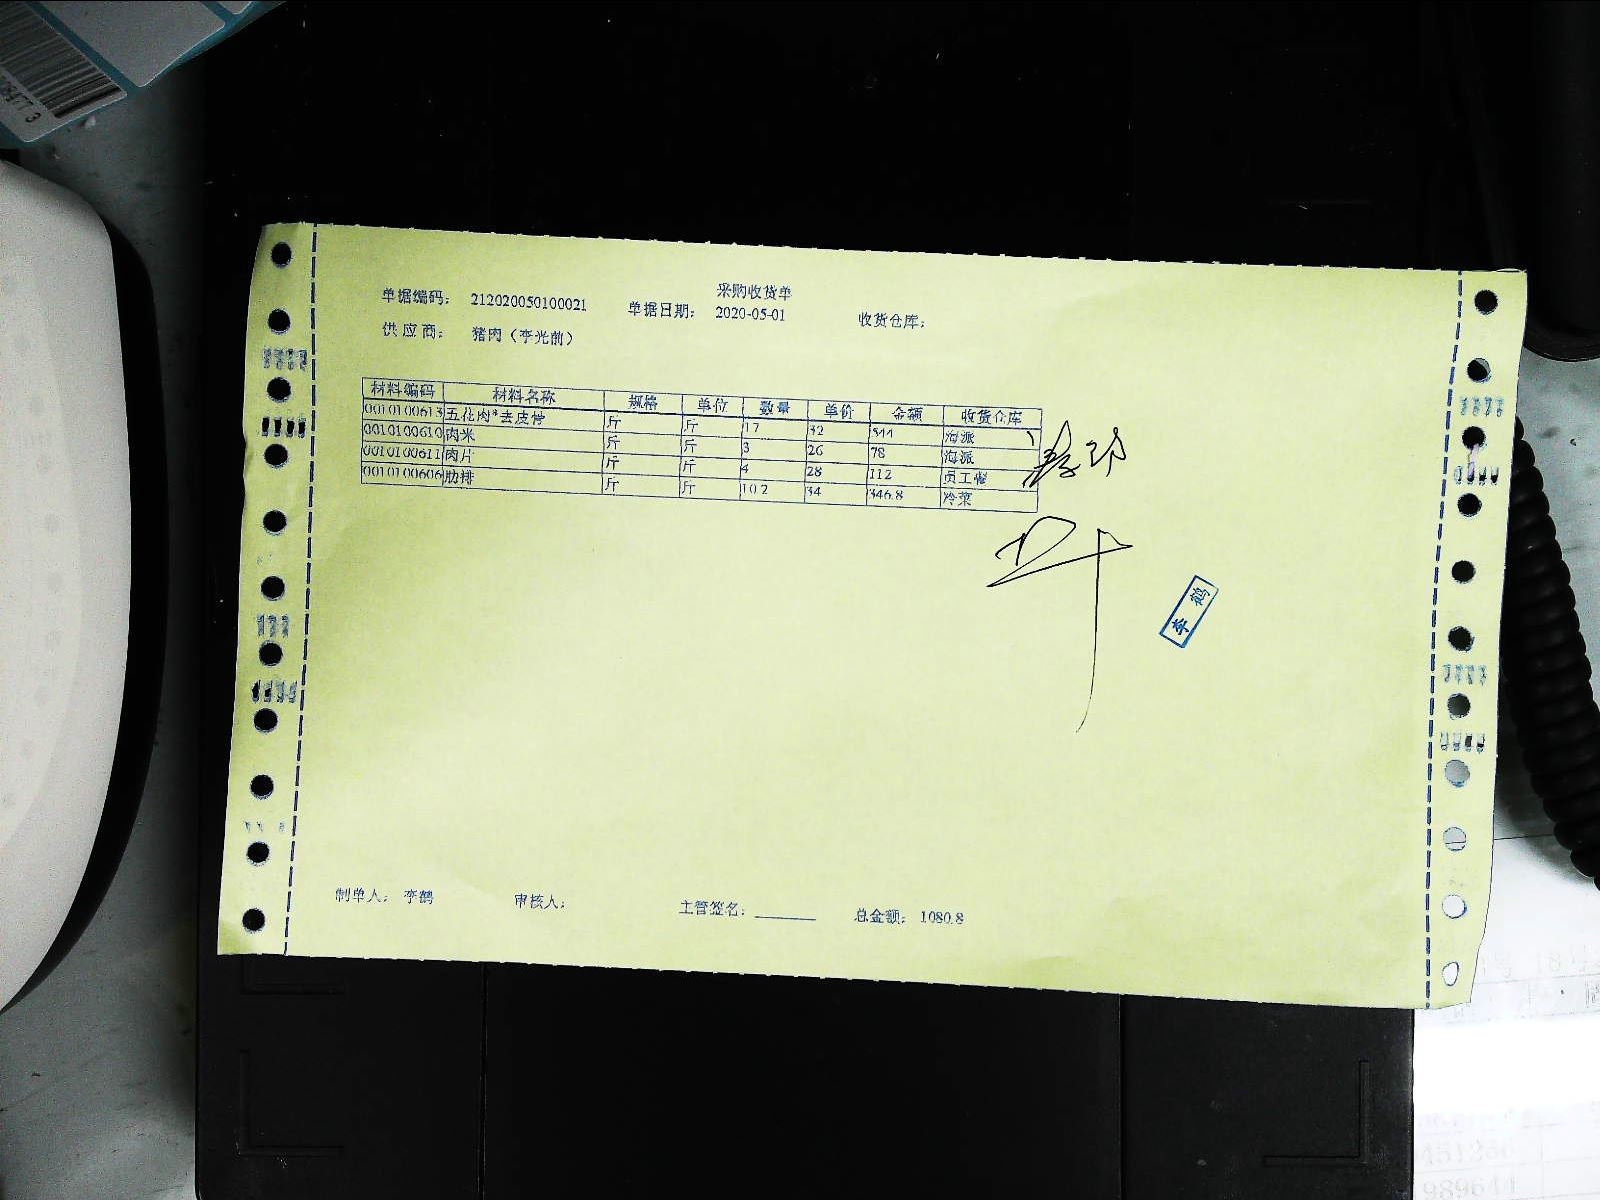 采购收货单
单据编码： 212020050100021 单据日期： 2020-05-01 收货仓库：
供应商： 猪肉（李光前）
材料编码 材料名称 规格 单位 数量 单价 金额 收货仓库
0010100613 五花肉*去皮骨 斤 斤 17 32 544 海派
0010100610 肉米 斤 斤 3 26 78 海派
0010100611 肉片 斤 斤 4 28 112 员工餐
0010100606 肋排 斤 斤 10.2 34 346.8 冷菜
李鹤
制单人： 李鹤 审核人： 主管签名：______ 总金额： 1080.8